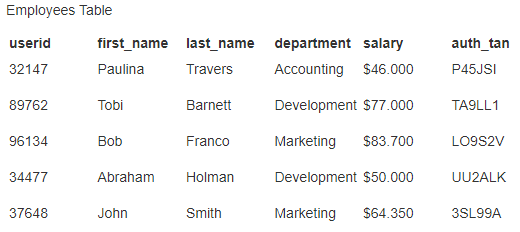 Employees Table
userid first_name last_name department salary auth_tan
32147 Paulina Travers Accounting $46.000 P45JSI
89762 Tobi Barnett Development $77.000 TA9LL1
96134 Bob Franco Marketing $83.700 LO9S2V
34477 Abraham Holman Development $50.000 UU2ALK
37648 John Smith Marketing $64.350 3SL99A